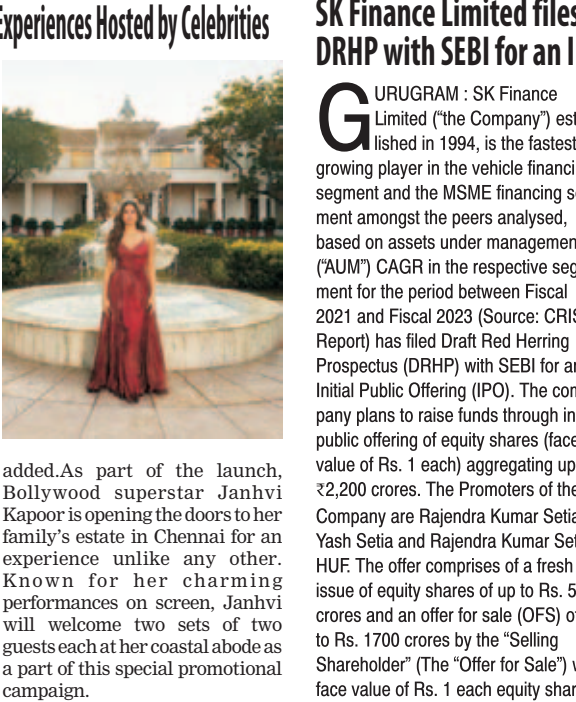 Experiences Hosted by Celebrities
added.As part of the launch,
Bollywood superstar Janhvi
Kapoor is opening the doors to her
family's estate in Chennai for an
experience unlike any other.
Known for her charming
performances on screen, Janhvi
will welcome two sets of two
guests each at her coastal abode as
a part of this special promotional
campaign.
SK Finance Limited files
DRHP with SEBI for an I
GURUGRAM : SK Finance
Limited ("the Company") est
lished in 1994, is the fastest
growing player in the vehicle financi
segment and the MSME financing se
ment amongst the peers analysed,
based on assets under managemen
("AUM") CAGR in the respective seg
ment for the period between Fiscal
2021 and Fiscal 2023 (Source: CRIS
Report) has filed Draft Red Herring
Prospectus (DRHP) with SEBI for an
Initial Public Offering (IPO). The com
pany plans to raise funds through in
public offering of equity shares (face
value of Rs. 1 each) aggregating up
₹2,200 crores. The Promoters of the
Company are Rajendra Kumar Setia
Yash Setia and Rajendra Kumar Set
HUF. The offer comprises of a fresh
issue of equity shares of up to Rs. 5
crores and an offer for sale (OFS) of
to Rs. 1700 crores by the "Selling
Shareholder" (The "Offer for Sale") w
face value of Rs. 1 each equity shar